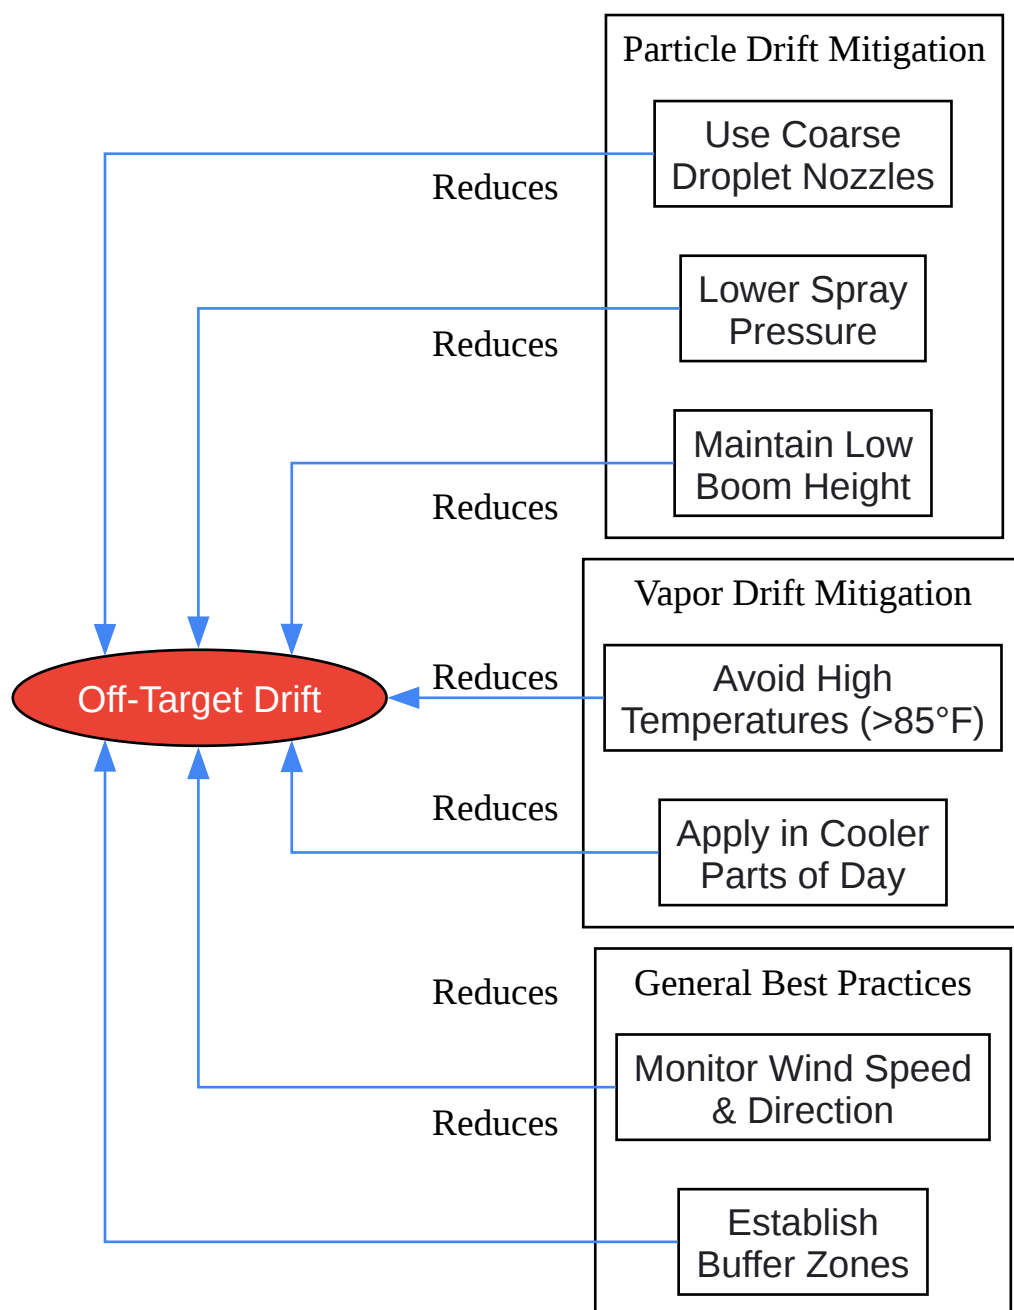 Particle Drift Mitigation
Use Coarse
Droplet Nozzles
Reduces
Lower Spray
Pressure
Reduces
Maintain Low
Boom Height
Reduces
Vapor Drift Mitigation
Avoid High
Temperatures (>85°F)
Reduces
Off-Target Drift
Apply in Cooler
Parts of Day
Reduces
General Best Practices
Reduces
Monitor Wind Speed
& Direction
Reduces
Establish
Buffer Zones